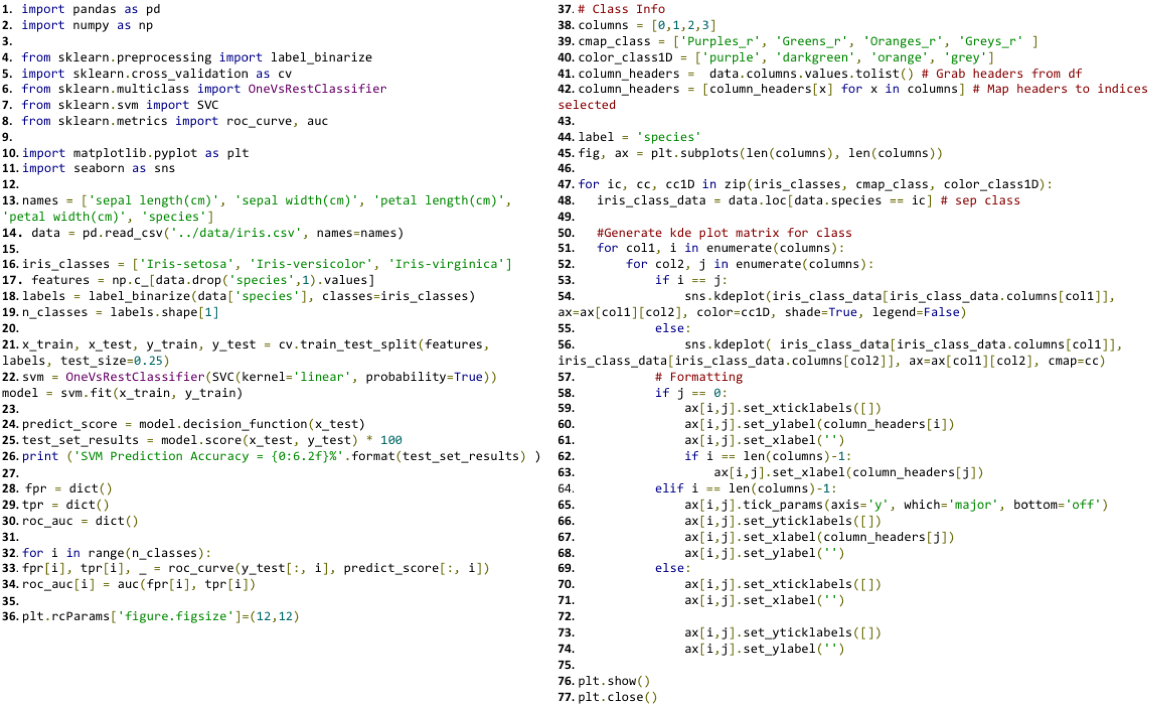 1. import pandas as pd
2. import numpy as np
3.
4. from sklearn.preprocessing import label_binarize
5. import sklearn.cross_validation as cv
6. from sklearn.multiclass import OneVsRestClassifier
7. from sklearn.svm import SVC
8. from sklearn.metrics import roc_curve, auc
9.
10. import matplotlib.pyplot as plt
11. import seaborn as sns
12.
13. names = ['sepal length(cm)', 'sepal width(cm)', 'petal length(cm)',
'petal width(cm)', 'species']
14. data = pd.read_csv('../data/iris.csv', names=names)
15.
16. iris_classes = ['Iris-setosa', 'Iris-versicolor', 'Iris-virginica']
17. features = np.c_[data.drop('species',1).values]
18. labels = label_binarize(data['species'], classes=iris_classes)
19. n_classes = labels.shape[1]
20.
21. x_train, x_test, y_train, y_test = cv.train_test_split(features,
labels, test_size=0.25)
22. svm = OneVsRestClassifier(SVC(kernel='linear', probability=True))
model = svm.fit(x_train, y_train)
23.
24. predict_score = model.decision_function(x_test)
25. test_set_results = model.score(x_test, y_test) * 100
26. print ('SVM Prediction Accuracy = {0:6.2f}%'.format(test_set_results) )
27.
28. fpr = dict()
29. tpr = dict()
30. roc_auc = dict()
31.
32. for i in range(n_classes):
33. fpr[i], tpr[i], _ = roc_curve(y_test[:, i], predict_score[:, i])
34. roc_auc[i] = auc(fpr[i], tpr[i])
35.
36. plt.rcParams['figure.figsize']=(12,12)
37. # Class Info
38. columns = [0,1,2,3]
39. cmap_class = ['Purples_r', 'Greens_r', 'Oranges_r', 'Greys_r' ]
40. color_class1D = ['purple', 'darkgreen', 'orange', 'grey']
41. column_headers =  data.columns.values.tolist() # Grab headers from df
42. column_headers = [column_headers[x] for x in columns] # Map headers to indices
selected
43.
44. label = 'species'
45. fig, ax = plt.subplots(len(columns), len(columns))
46.
47. for ic, cc, cc1D in zip(iris_classes, cmap_class, color_class1D):
48.   iris_class_data = data.loc[data.species == ic] # sep class
49.
50.   #Generate kde plot matrix for class
51.   for col1, i in enumerate(columns):
52.       for col2, j in enumerate(columns):
53.           if i == j:
54.               sns.kdeplot(iris_class_data[iris_class_data.columns[col1]],
ax=ax[col1][col2], color=cc1D, shade=True, legend=False)
55.           else:
56.               sns.kdeplot( iris_class_data[iris_class_data.columns[col1]],
iris_class_data[iris_class_data.columns[col2]], ax=ax[col1][col2], cmap=cc)
57.           # Formatting
58.           if j == 0:
59.               ax[i,j].set_xticklabels([])
60.               ax[i,j].set_ylabel(column_headers[i])
61.               ax[i,j].set_xlabel('')
62.               if i == len(columns)-1:
63.                   ax[i,j].set_xlabel(column_headers[j])
64.           elif i == len(columns)-1:
65.               ax[i,j].tick_params(axis='y', which='major', bottom='off')
66.               ax[i,j].set_yticklabels([])
67.               ax[i,j].set_xlabel(column_headers[j])
68.               ax[i,j].set_ylabel('')
69.           else:
70.               ax[i,j].set_xticklabels([])
71.               ax[i,j].set_xlabel('')
72.
73.               ax[i,j].set_yticklabels([])
74.               ax[i,j].set_ylabel('')
75.
76. plt.show()
77. plt.close()